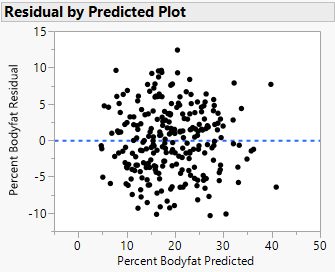 Residual by Predicted Plot
15
10
5
0
-5
-10
Percent Bodyfat Residual
0 10 20 30 40 50
Percent Bodyfat Predicted